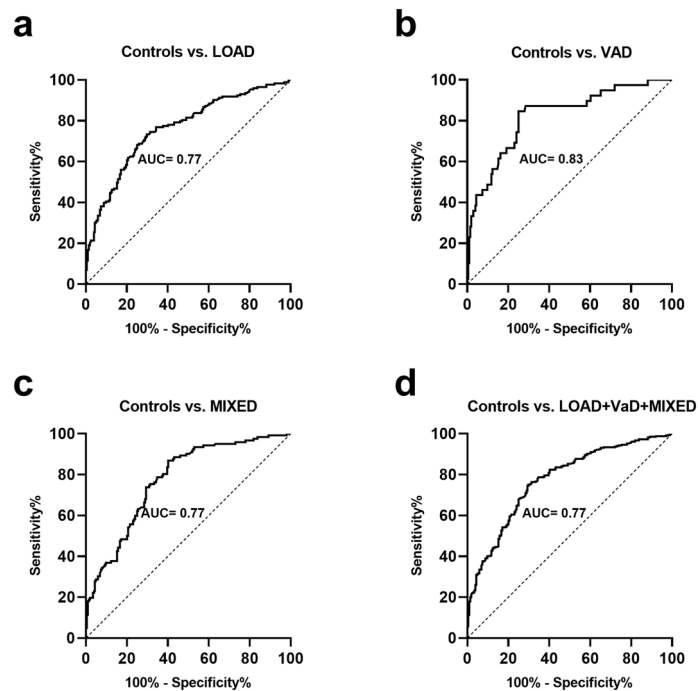 a
Controls vs. LOAD
100
80
60
40
20
0
Sensitivity%
AUC= 0.77
0 20 40 60 80 100
100% - Specificity%
b
Controls vs. VAD
100
80
60
40
20
0
Sensitivity%
AUC= 0.83
0 20 40 60 80 100
100% - Specificity%
c
Controls vs. MIXED
100
80
60
40
20
0
Sensitivity%
AUC= 0.77
0 20 40 60 80 100
100% - Specificity%
d
Controls vs. LOAD+VaD+MIXED
100
80
60
40
20
0
Sensitivity%
AUC= 0.77
0 20 40 60 80 100
100% - Specificity%